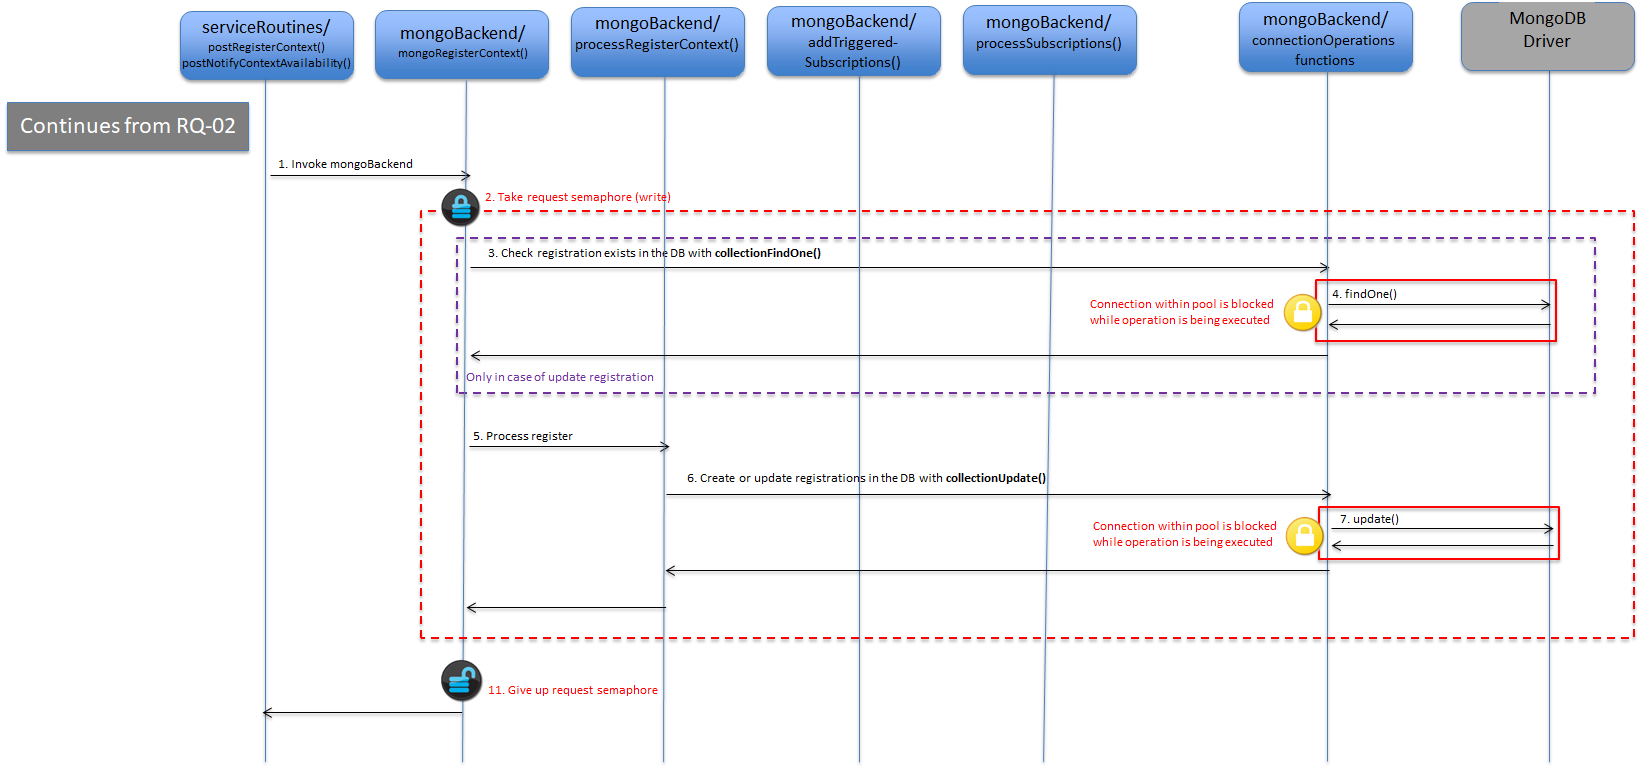 serviceRoutines/
postRegisterContext()
postNotifyContextAvailability()
mongoBackend/
mongoRegisterContext()
mongoBackend/
processRegisterContext()
mongoBackend/
addTriggered-
Subscriptions()
mongoBackend/
processSubscriptions()
mongoBackend/
connectionOperations
functions
MongoDB
Driver
Continues from RQ-02
1. Invoke mongoBackend
2. Take request semaphore (write)
3. Check registration exists in the DB with collectionFindOne()
4. findOne()
Connection within pool is blocked
while operation is being executed
Only in case of update registration
5. Process register
6. Create or update registrations in the DB with collectionUpdate()
7. update()
Connection within pool is blocked
while operation is being executed
11. Give up request semaphore